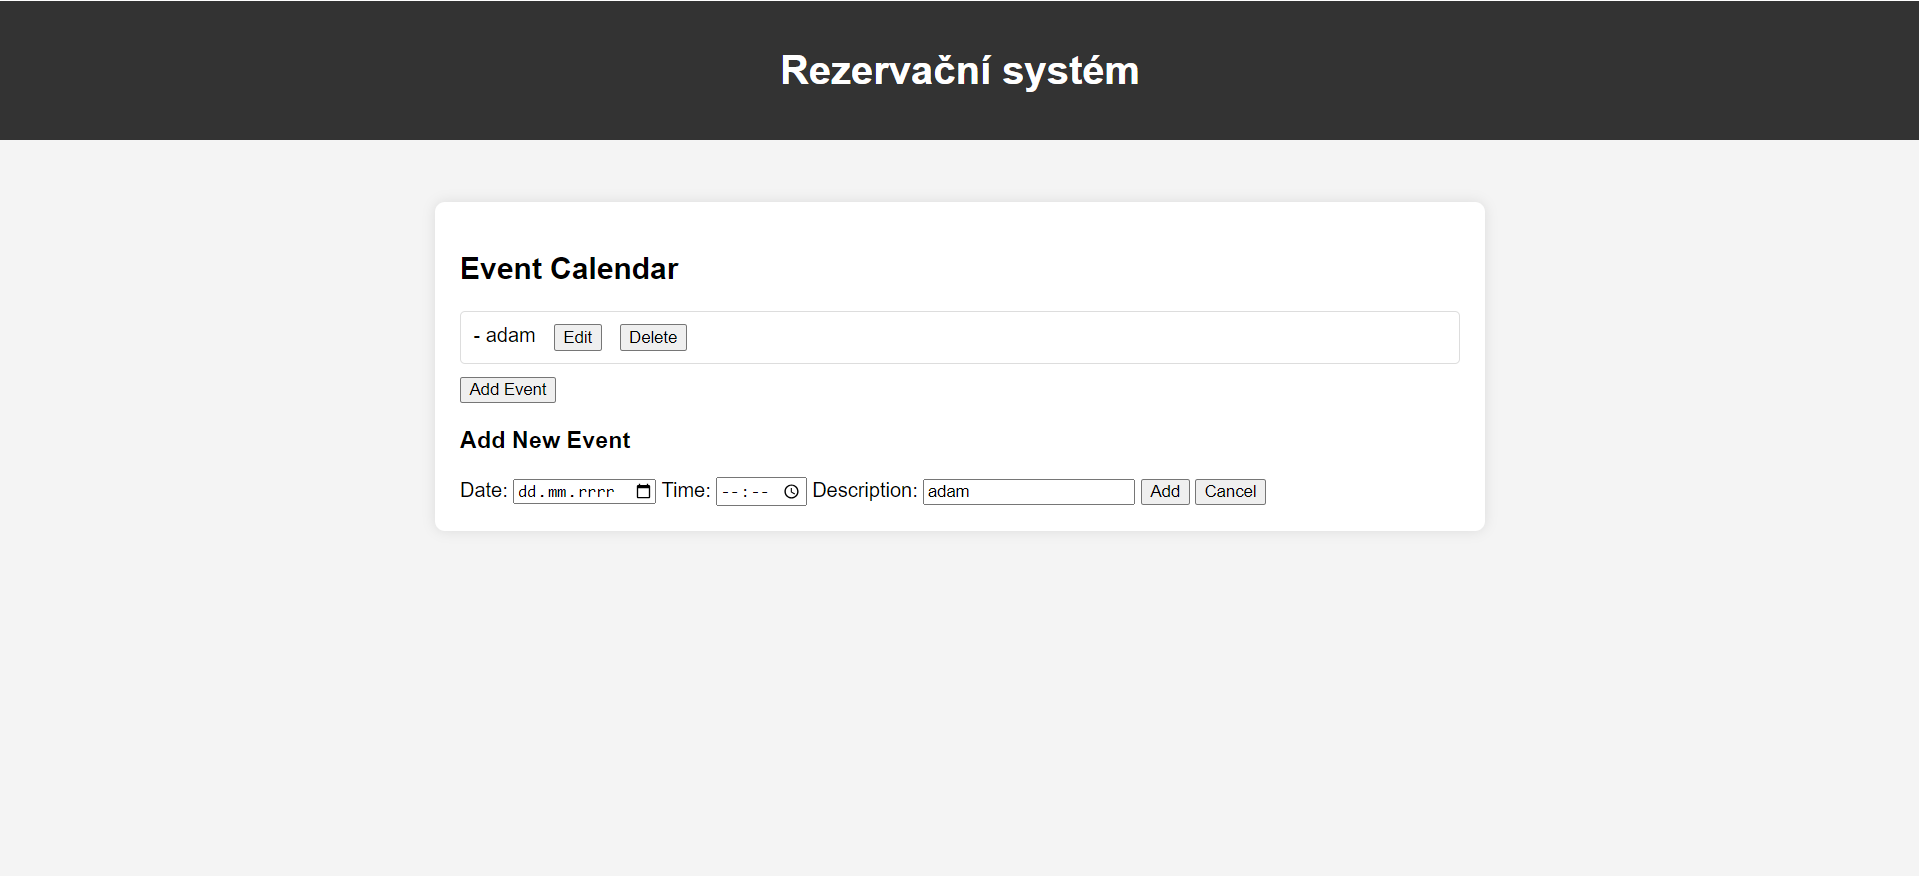 Rezervační systém
Event Calendar
- adam Edit Delete
Add Event
Add New Event
Date: dd.mm.rrrr Time: --:-- Description: adam Add Cancel